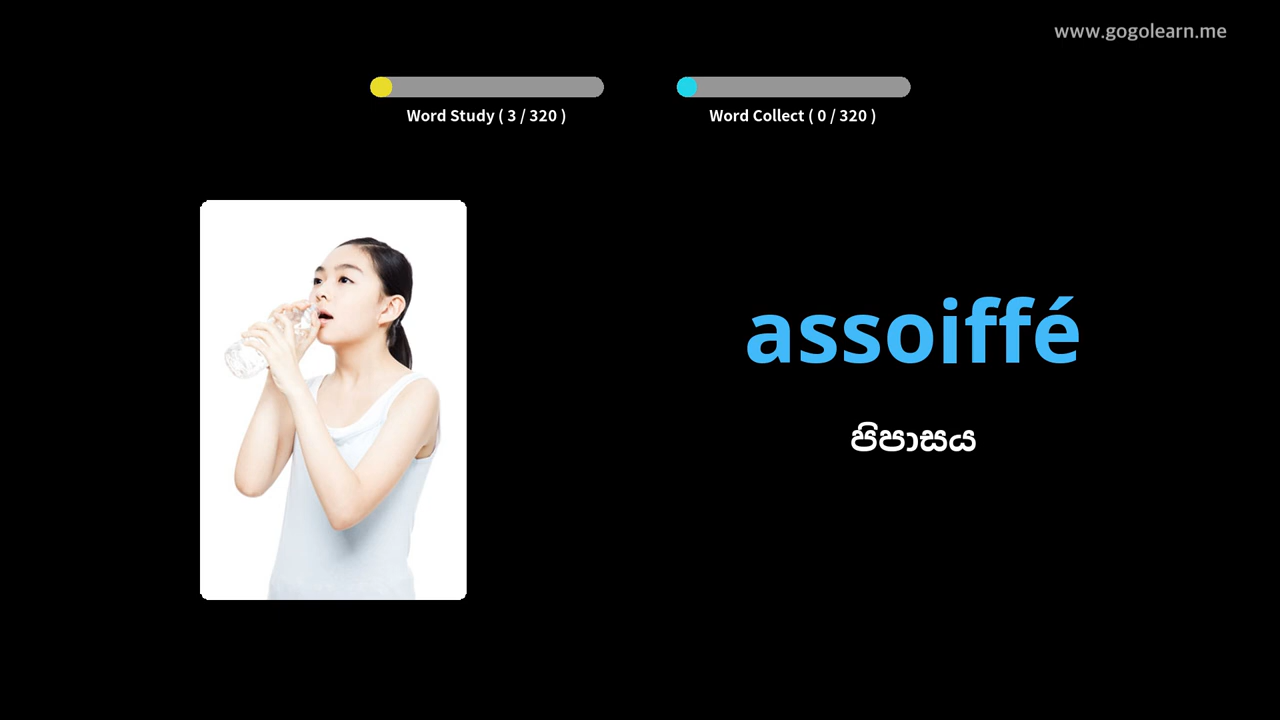 www.gogolearn.me
Word Study ( 3 / 320 )
Word Collect ( 0 / 320 )
assoiffé
පිපාසය